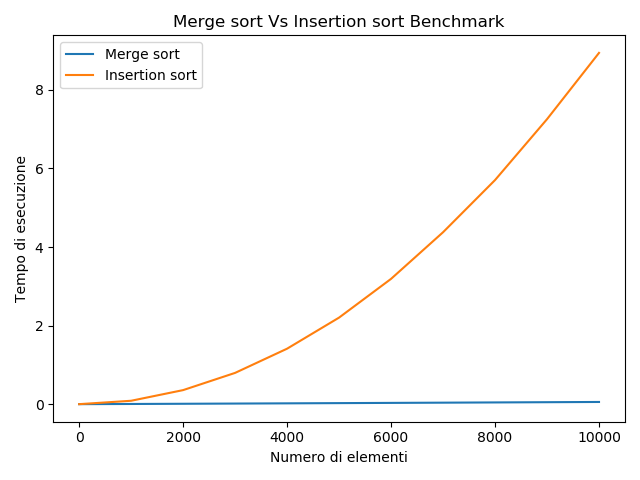 Merge sort Vs Insertion sort Benchmark
Merge sort
Insertion sort
Tempo di esecuzione
8
6
4
2
0
0 2000 4000 6000 8000 10000
Numero di elementi